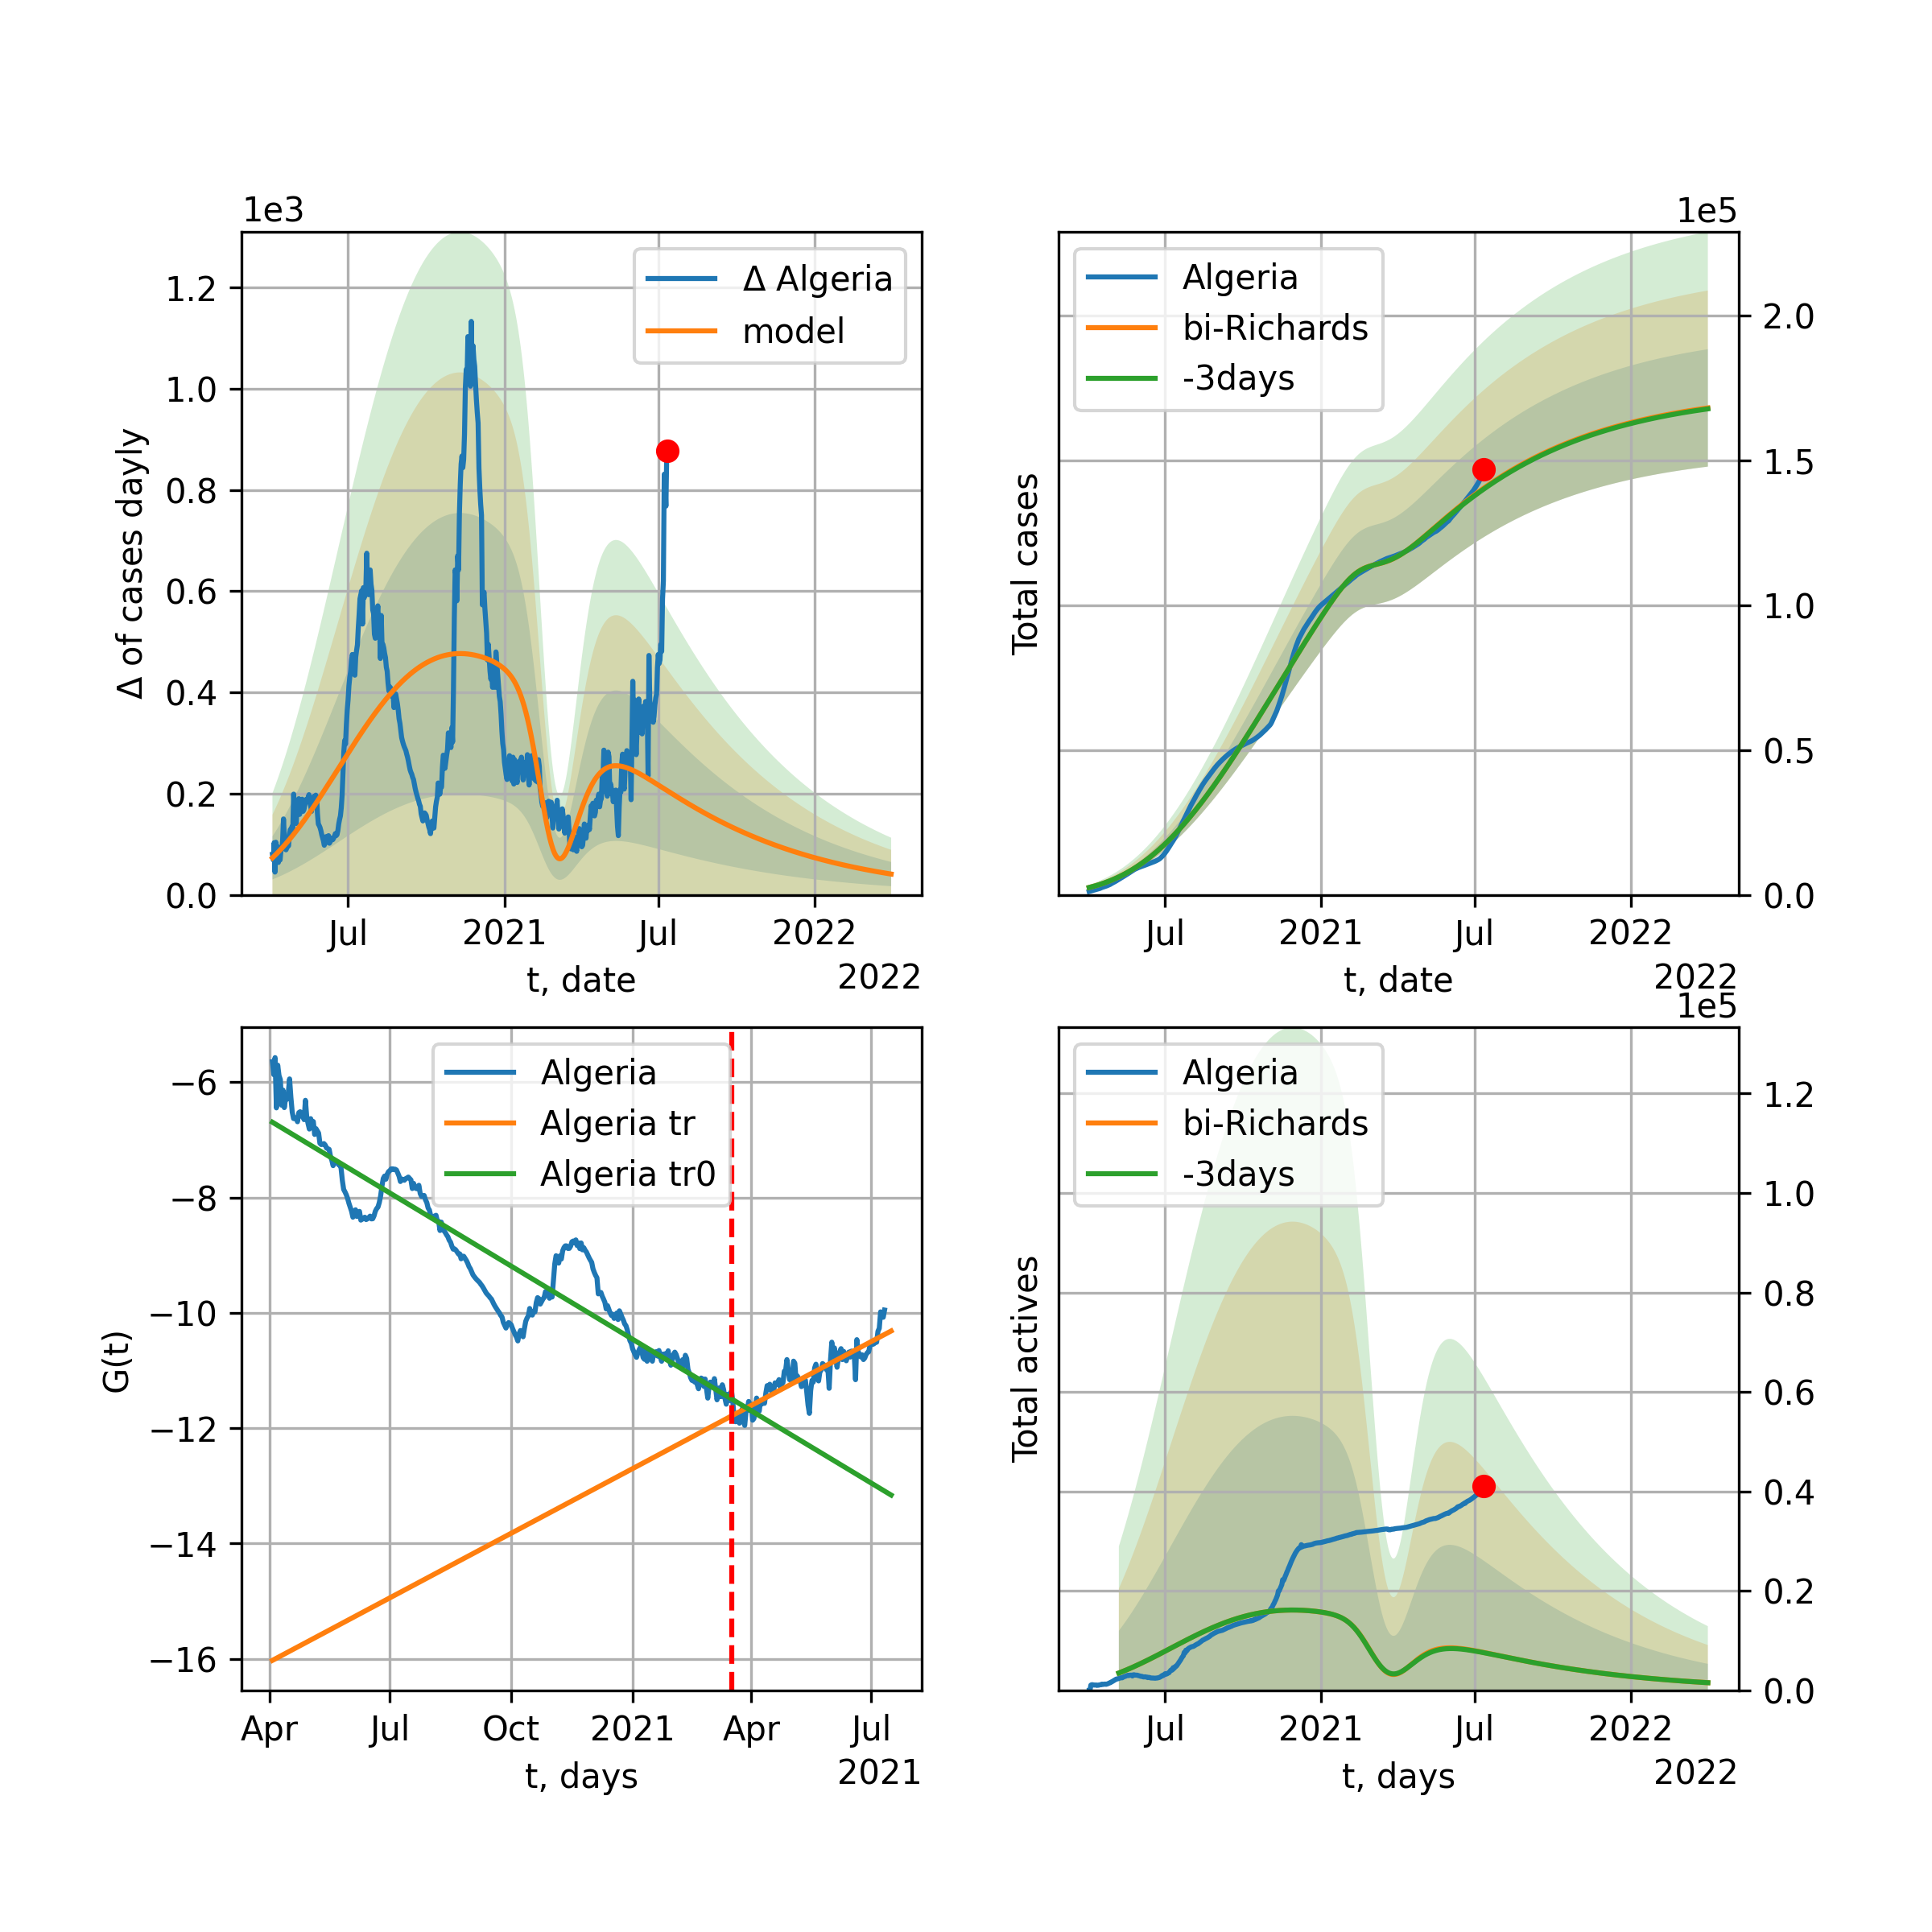 1e3
Δ of cases dayly
1.2
1.0
0.8
0.6
0.4
0.2
0.0
Δ Algeria
model
Jul
2021
Jul
2022
t, date
2022
1e5
Total cases
Algeria
bi-Richards
-3days
2.0
1.5
1.0
0.5
0.0
Jul
2021
Jul
2022
t, date
2022
G(t)
−6
−8
−10
−12
−14
−16
Algeria
Algeria tr
Algeria tr0
Apr
Jul
Oct
2021
Apr
Jul
t, days
2021
1e5
Total actives
Algeria
bi-Richards
-3days
1.2
1.0
0.8
0.6
0.4
0.2
0.0
Jul
2021
Jul
2022
t, days
2022